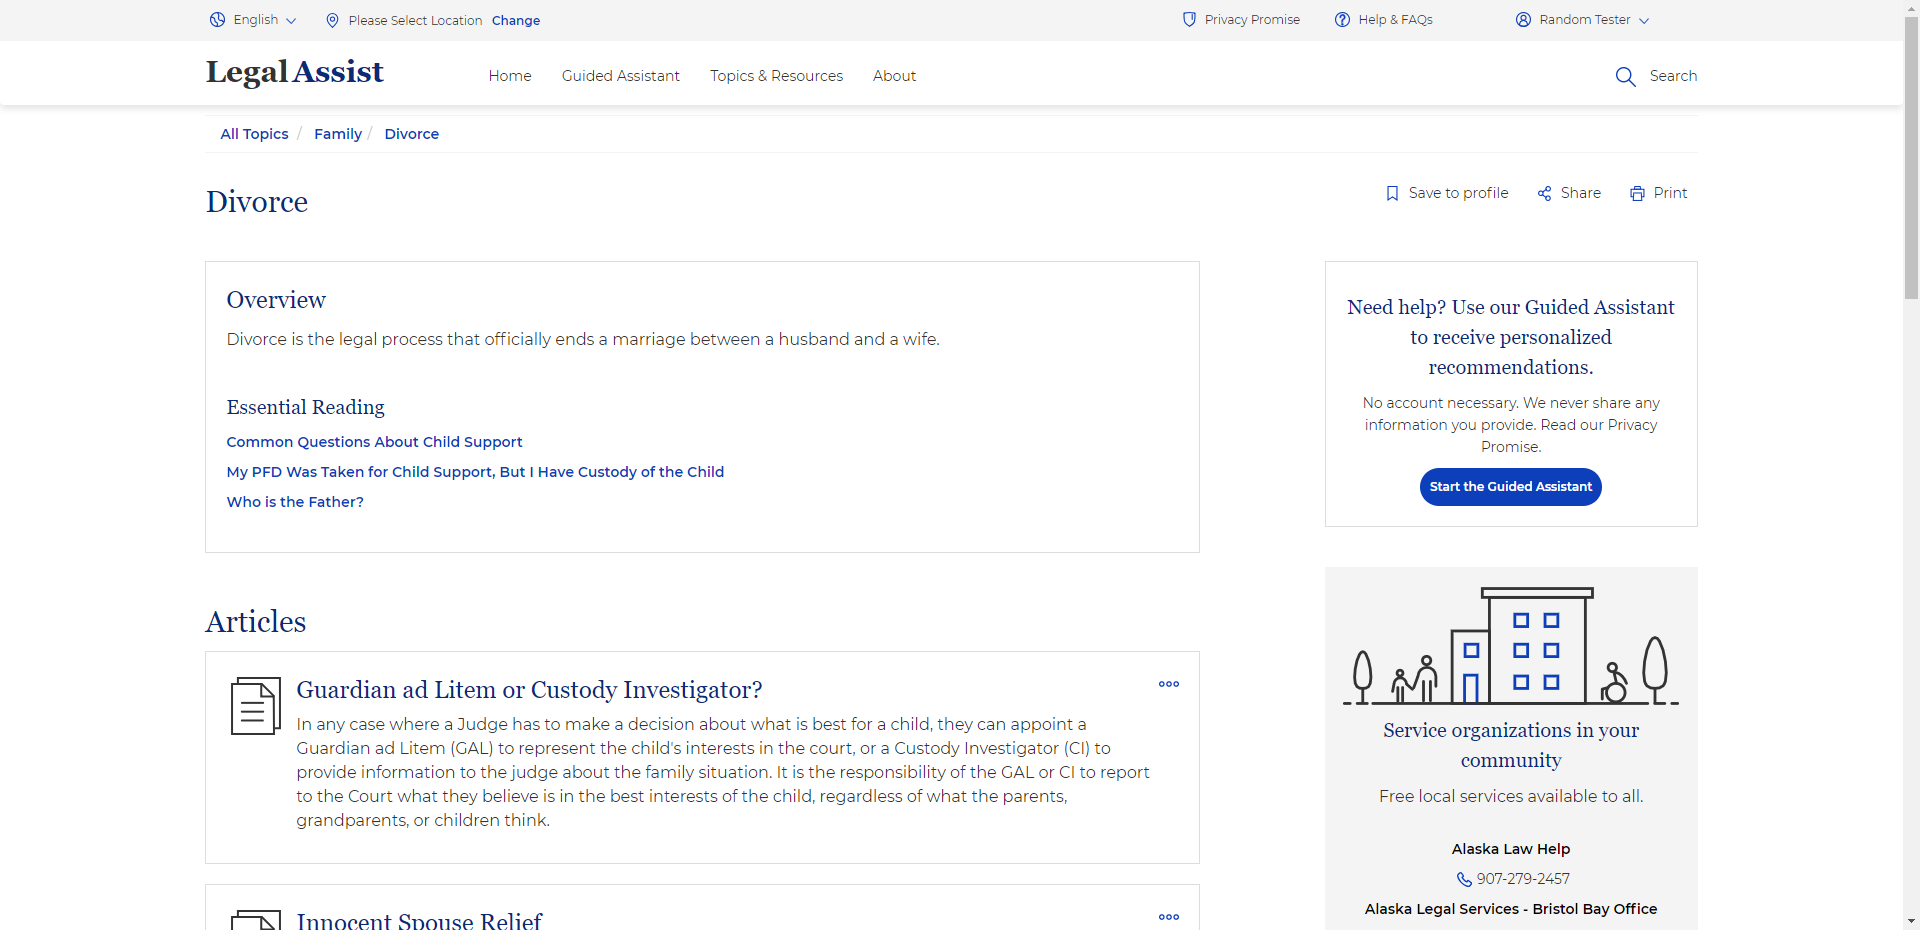 English
Please Select Location Change
Privacy Promise
Help & FAQs
Random Tester
Legal Assist
Home
Guided Assistant
Topics & Resources
About
Search
All Topics / Family / Divorce
Divorce
Save to profile
Share
Print
Overview
Divorce is the legal process that officially ends a marriage between a husband and a wife.
Essential Reading
Common Questions About Child Support
My PFD Was Taken for Child Support, But I Have Custody of the Child
Who is the Father?
Articles
Guardian ad Litem or Custody Investigator?
In any case where a Judge has to make a decision about what is best for a child, they can appoint a
Guardian ad Litem (GAL) to represent the child's interests in the court, or a Custody Investigator (CI) to
provide information to the judge about the family situation. It is the responsibility of the GAL or CI to report
to the Court what they believe is in the best interests of the child, regardless of what the parents,
grandparents, or children think.
Innocent Spouse Relief
Need help? Use our Guided Assistant
to receive personalized
recommendations.
No account necessary. We never share any
information you provide. Read our Privacy
Promise.
Start the Guided Assistant
Service organizations in your
community
Free local services available to all.
Alaska Law Help
907-279-2457
Alaska Legal Services - Bristol Bay Office